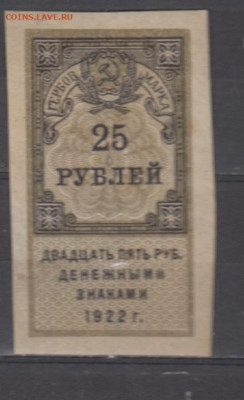 COINS.LAVE.RU
ГЕРБОВ. МАРКА
25
РУБЛЕЙ
ДВАДЦАТЬ ПЯТЬ РУБ.
ДЕНЕЖНЫМИ
ЗНАКАМИ
1922 г.